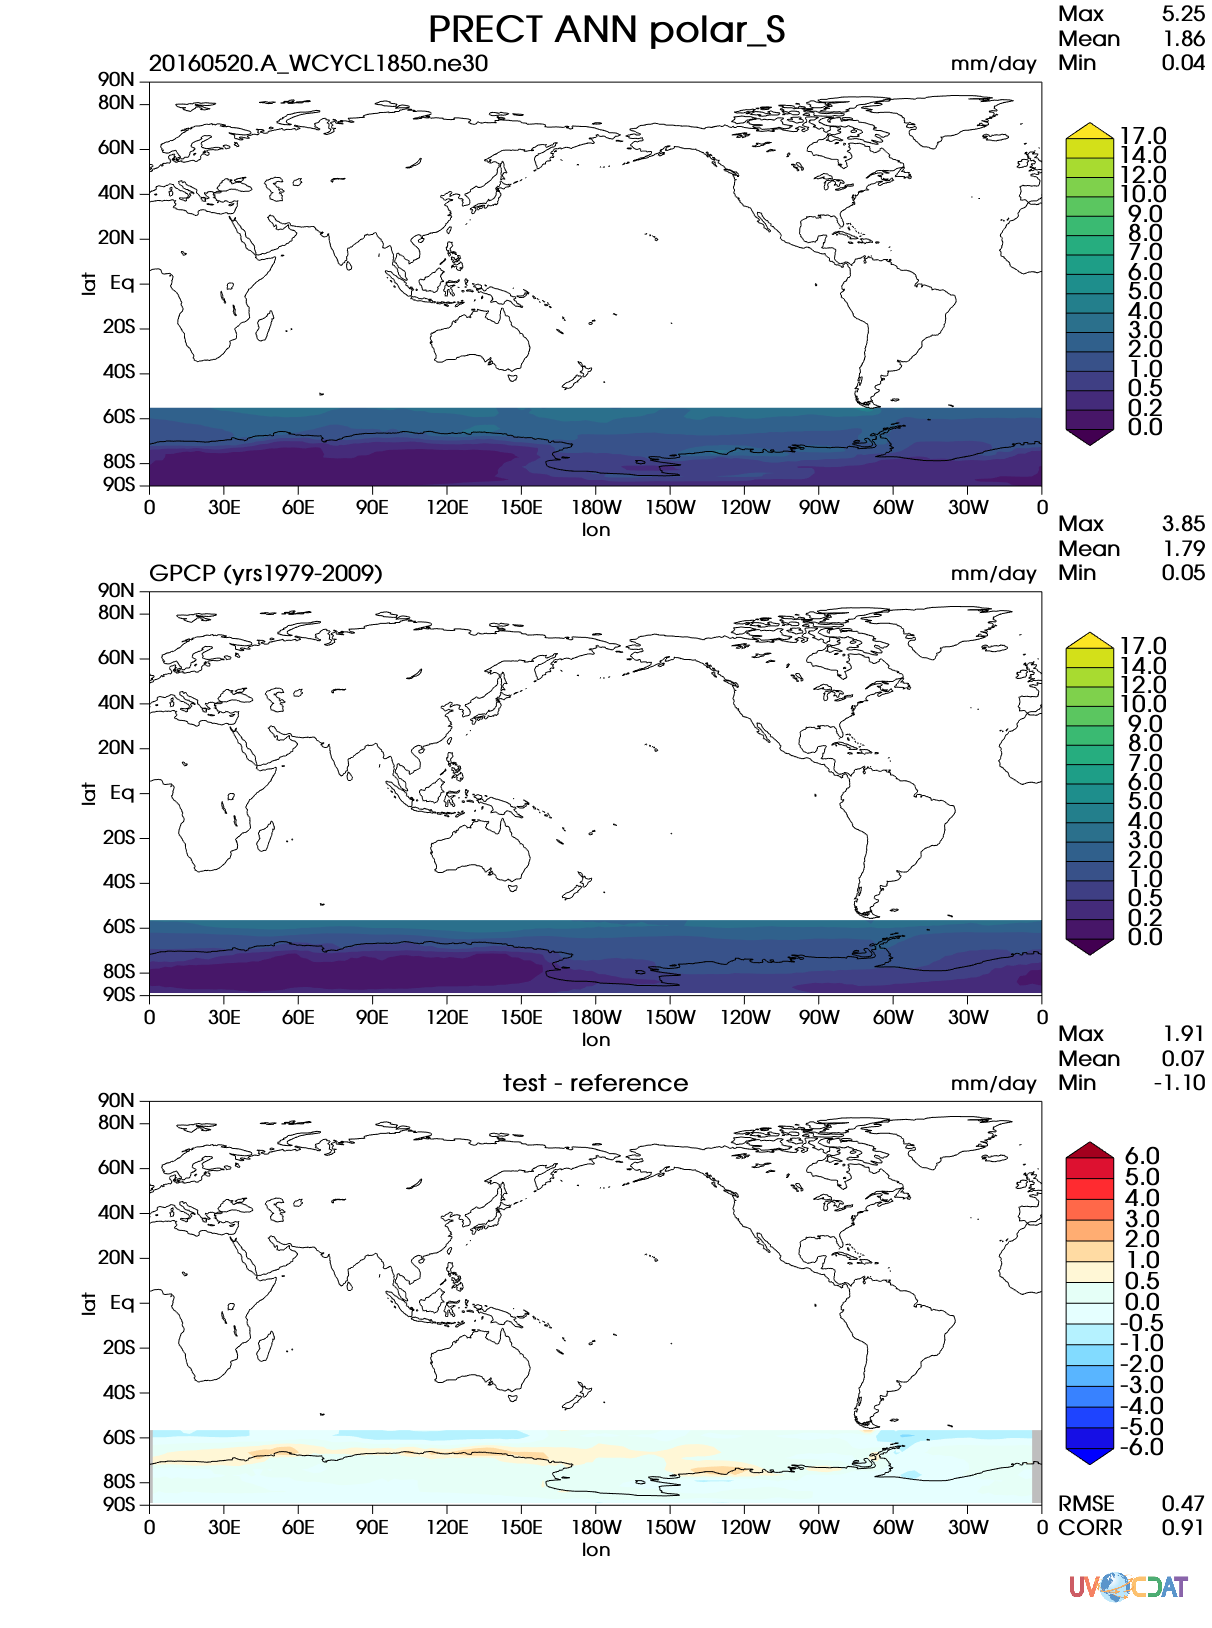 PRECT ANN polar_S
Max 5.25
Mean 1.86
Min 0.04
20160520.A_WCYCL1850.ne30 mm/day
90N
80N
60N
40N
20N
Eq
20S
40S
60S
80S
90S
lat
0 30E 60E 90E 120E 150E 180W 150W 120W 90W 60W 30W 0
lon
17.0
14.0
12.0
10.0
9.0
8.0
7.0
6.0
5.0
4.0
3.0
2.0
1.0
0.5
0.2
0.0
Max 3.85
Mean 1.79
Min 0.05
GPCP (yrs1979-2009) mm/day
90N
80N
60N
40N
20N
Eq
20S
40S
60S
80S
90S
lat
0 30E 60E 90E 120E 150E 180W 150W 120W 90W 60W 30W 0
lon
17.0
14.0
12.0
10.0
9.0
8.0
7.0
6.0
5.0
4.0
3.0
2.0
1.0
0.5
0.2
0.0
Max 1.91
Mean 0.07
Min -1.10
test - reference mm/day
90N
80N
60N
40N
20N
Eq
20S
40S
60S
80S
90S
lat
0 30E 60E 90E 120E 150E 180W 150W 120W 90W 60W 30W 0
lon
6.0
5.0
4.0
3.0
2.0
1.0
0.5
0.0
-0.5
-1.0
-2.0
-3.0
-4.0
-5.0
-6.0
RMSE 0.47
CORR 0.91
UV CDAT